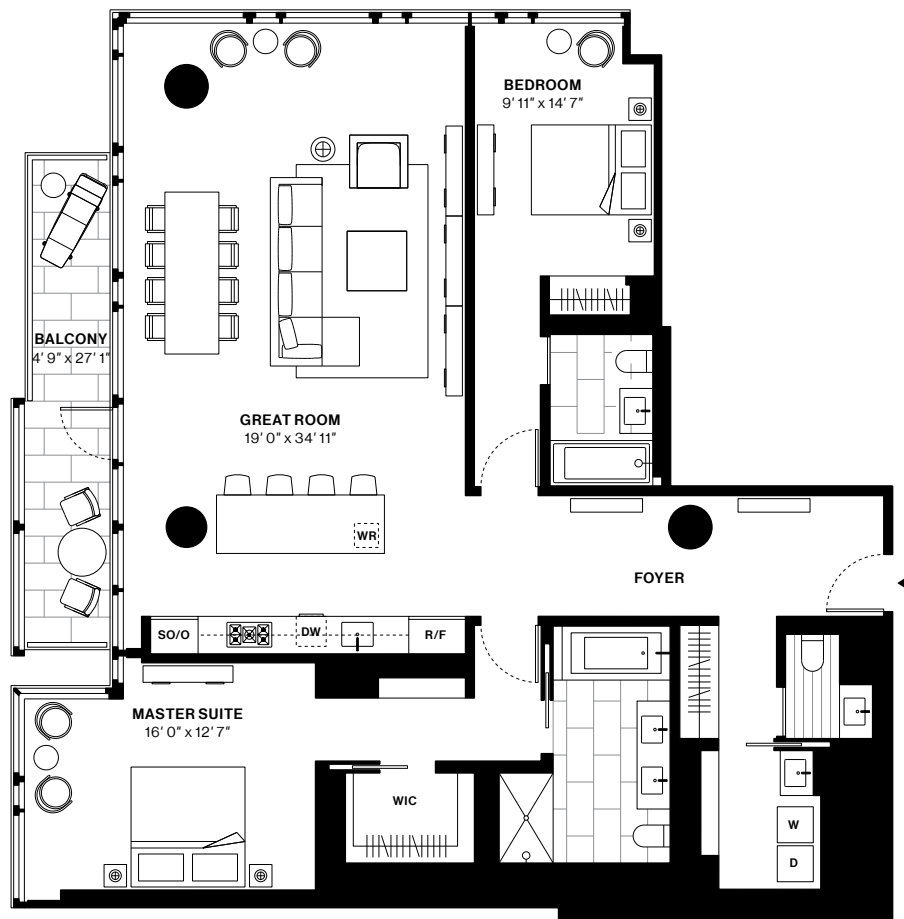 BEDROOM
9' 11" x 14' 7"
BALCONY
4' 9" x 27' 1"
GREAT ROOM
19' 0" x 34' 11"
WR
FOYER
SO/O
DW
R/F
MASTER SUITE
16' 0" x 12' 7"
WIC
W
D